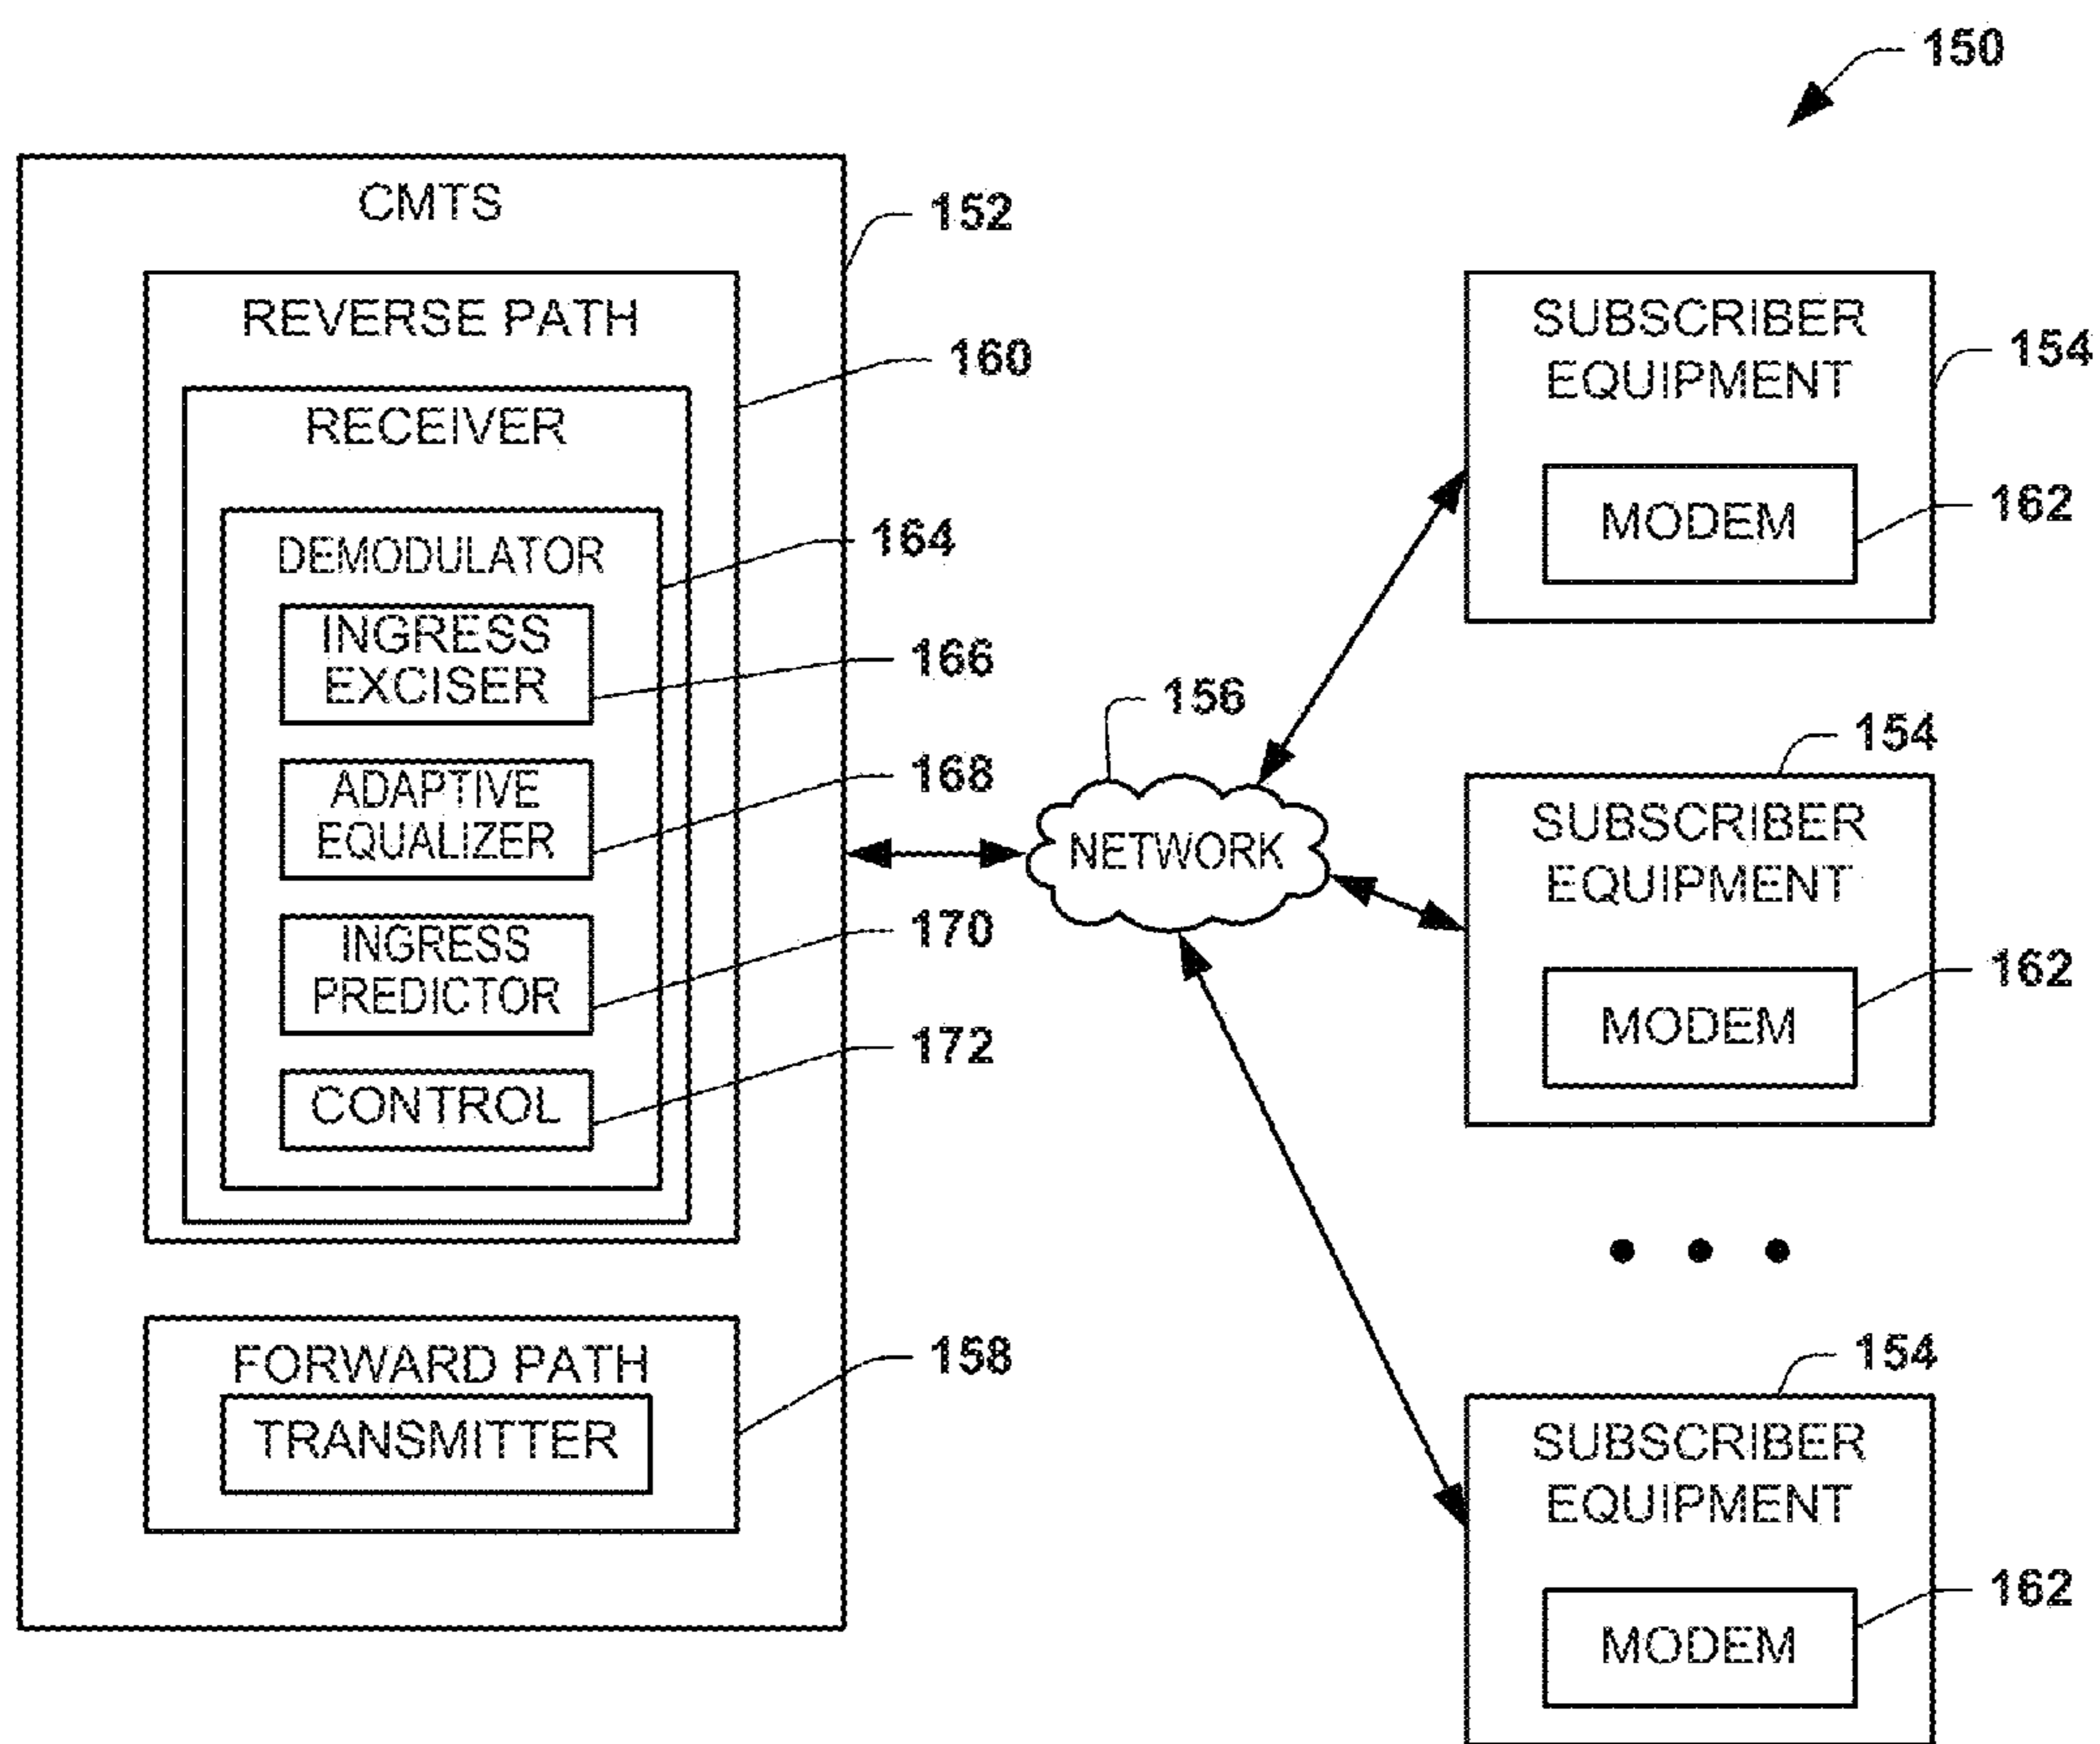 150
CMTS
152
REVERSE PATH
160
RECEIVER
DEMODULATOR
164
INGRESS
EXCISER
166
ADAPTIVE
EQUALIZER
168
INGRESS
PREDICTOR
170
CONTROL
172
FORWARD PATH
158
TRANSMITTER
156
NETWORK
SUBSCRIBER
EQUIPMENT
154
MODEM
162
154
SUBSCRIBER
EQUIPMENT
MODEM
162
154
SUBSCRIBER
EQUIPMENT
MODEM
162